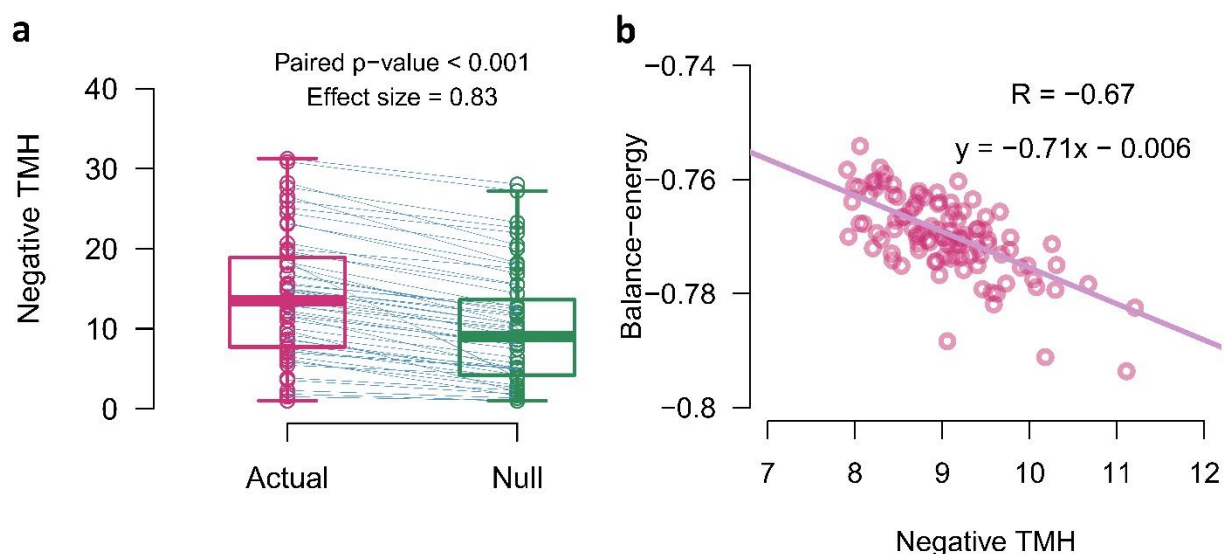 a
Paired p−value < 0.001
Effect size = 0.83
Negative TMH
40
30
20
10
0
Actual
Null
b
R = −0.67
y = −0.71x − 0.006
Balance−energy
−0.74
−0.76
−0.78
−0.8
7
8
9
10
11
12
Negative TMH